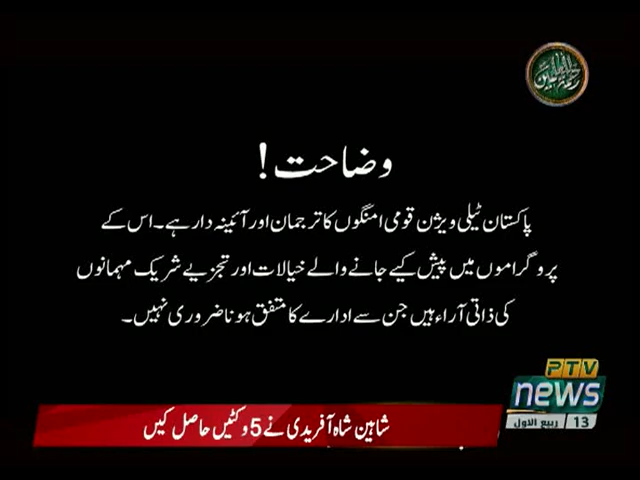 رحمۃ للعالمین
وضاحت!
پاکستان ٹیلی ویژن قومی امنگوں کا ترجمان اور آئینہ دار ہے۔ اس کے
پروگراموں میں پیش کیے جانے والے خیالات اور تجزیے شریک مہمانوں
کی ذاتی آراء ہیں جن سے ادارے کا متفق ہونا ضروری نہیں۔
PTV
news
شاہین شاہ آفریدی نے 5 وکٹیں حاصل کیں
13 ربیع الاول